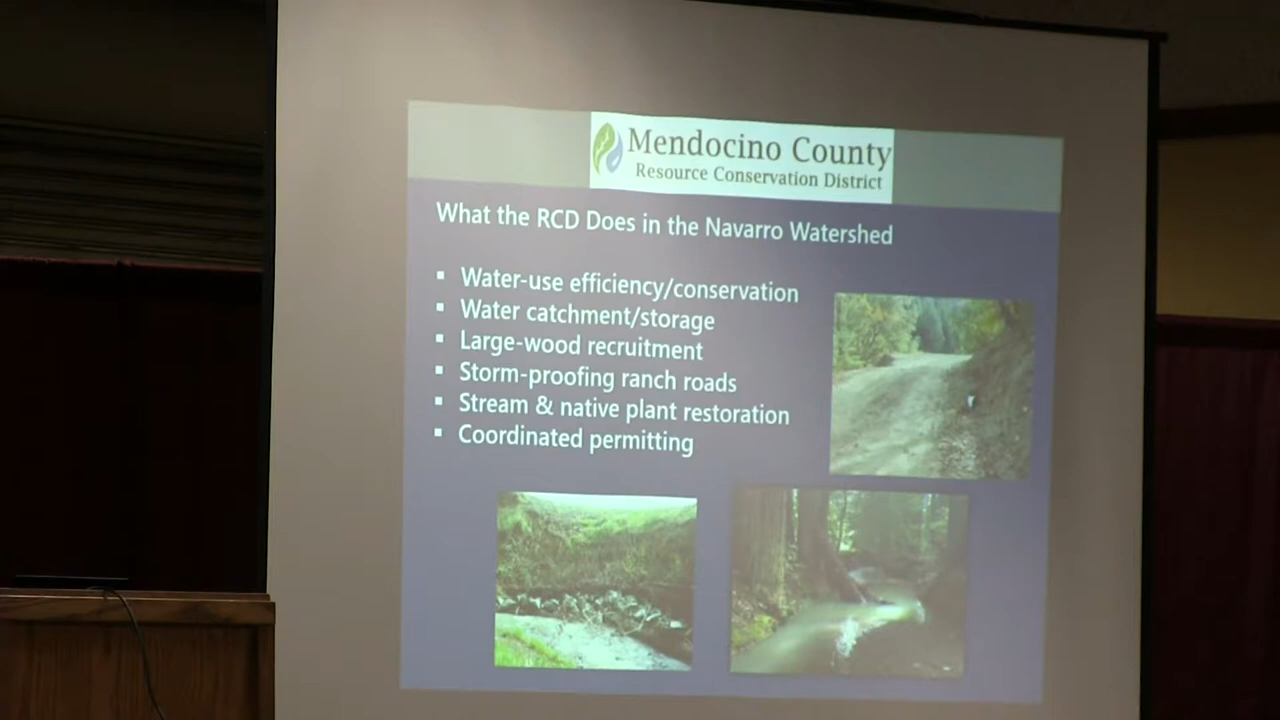 Mendocino County
Resource Conservation District
What the RCD Does in the Navarro Watershed
▪ Water-use efficiency/conservation
▪ Water catchment/storage
▪ Large-wood recruitment
▪ Storm-proofing ranch roads
▪ Stream & native plant restoration
▪ Coordinated permitting